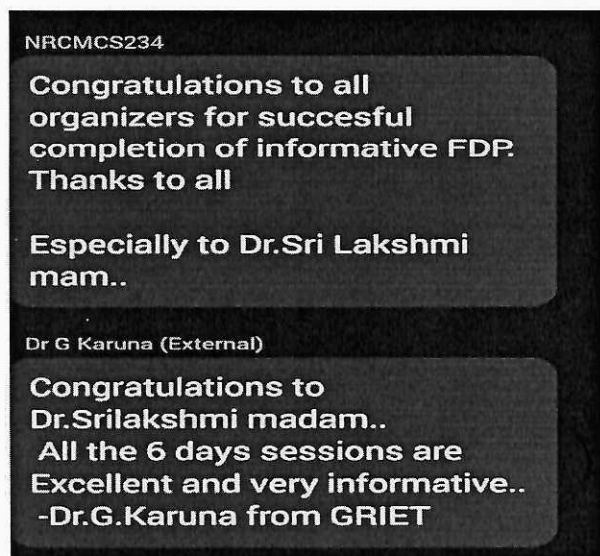 NRCMCS234
Congratulations to all
organizers for succesful
completion of informative FDP.
Thanks to all
Especially to Dr.Sri Lakshmi
mam..
Dr G Karuna (External)
Congratulations to
Dr.Srilakshmi madam..
All the 6 days sessions are
Excellent and very informative..
-Dr.G.Karuna from GRIET